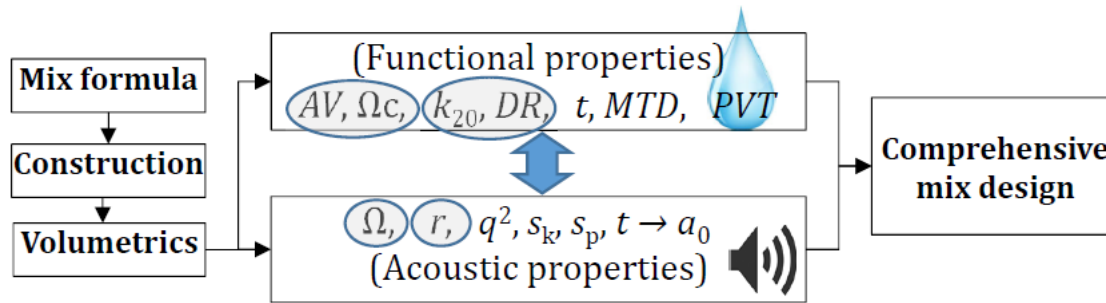 Mix formula
Construction
Volumetrics
(Functional properties)
AV, Ωc, k₂₀, DR, t, MTD, PVT
Ω, r, q², sₖ, sₚ, t → a₀
(Acoustic properties)
Comprehensive
mix design